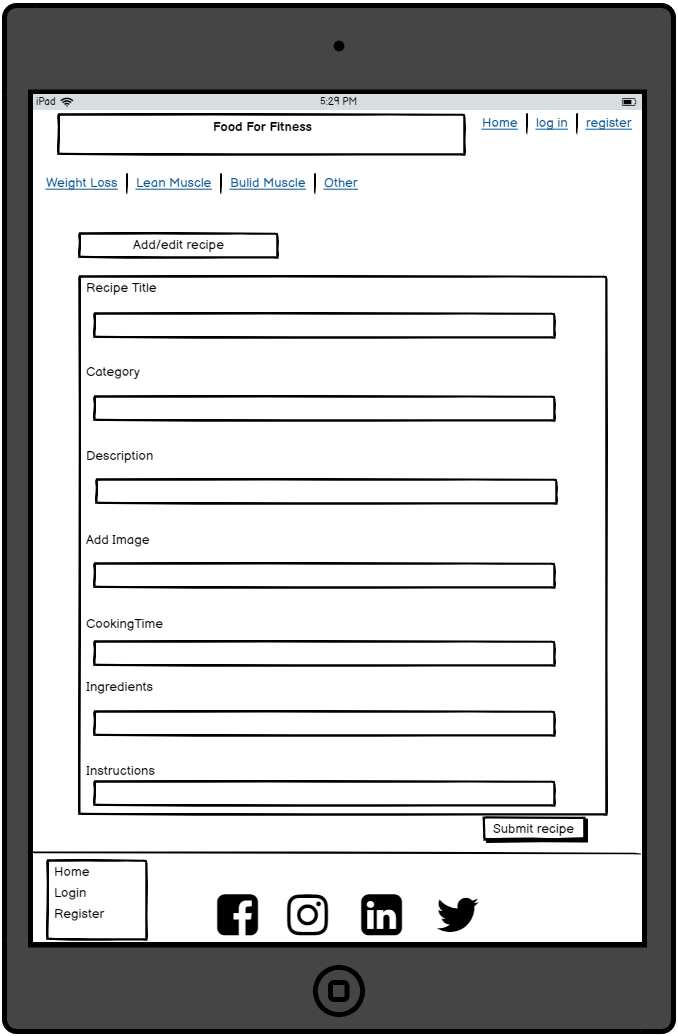 iPad 5:29 PM
Food For Fitness
Home log in register
Weight Loss Lean Muscle Bulid Muscle Other
Add/edit recipe
Recipe Title
Category
Description
Add Image
CookingTime
Ingredients
Instructions
Submit recipe
Home
Login
Register